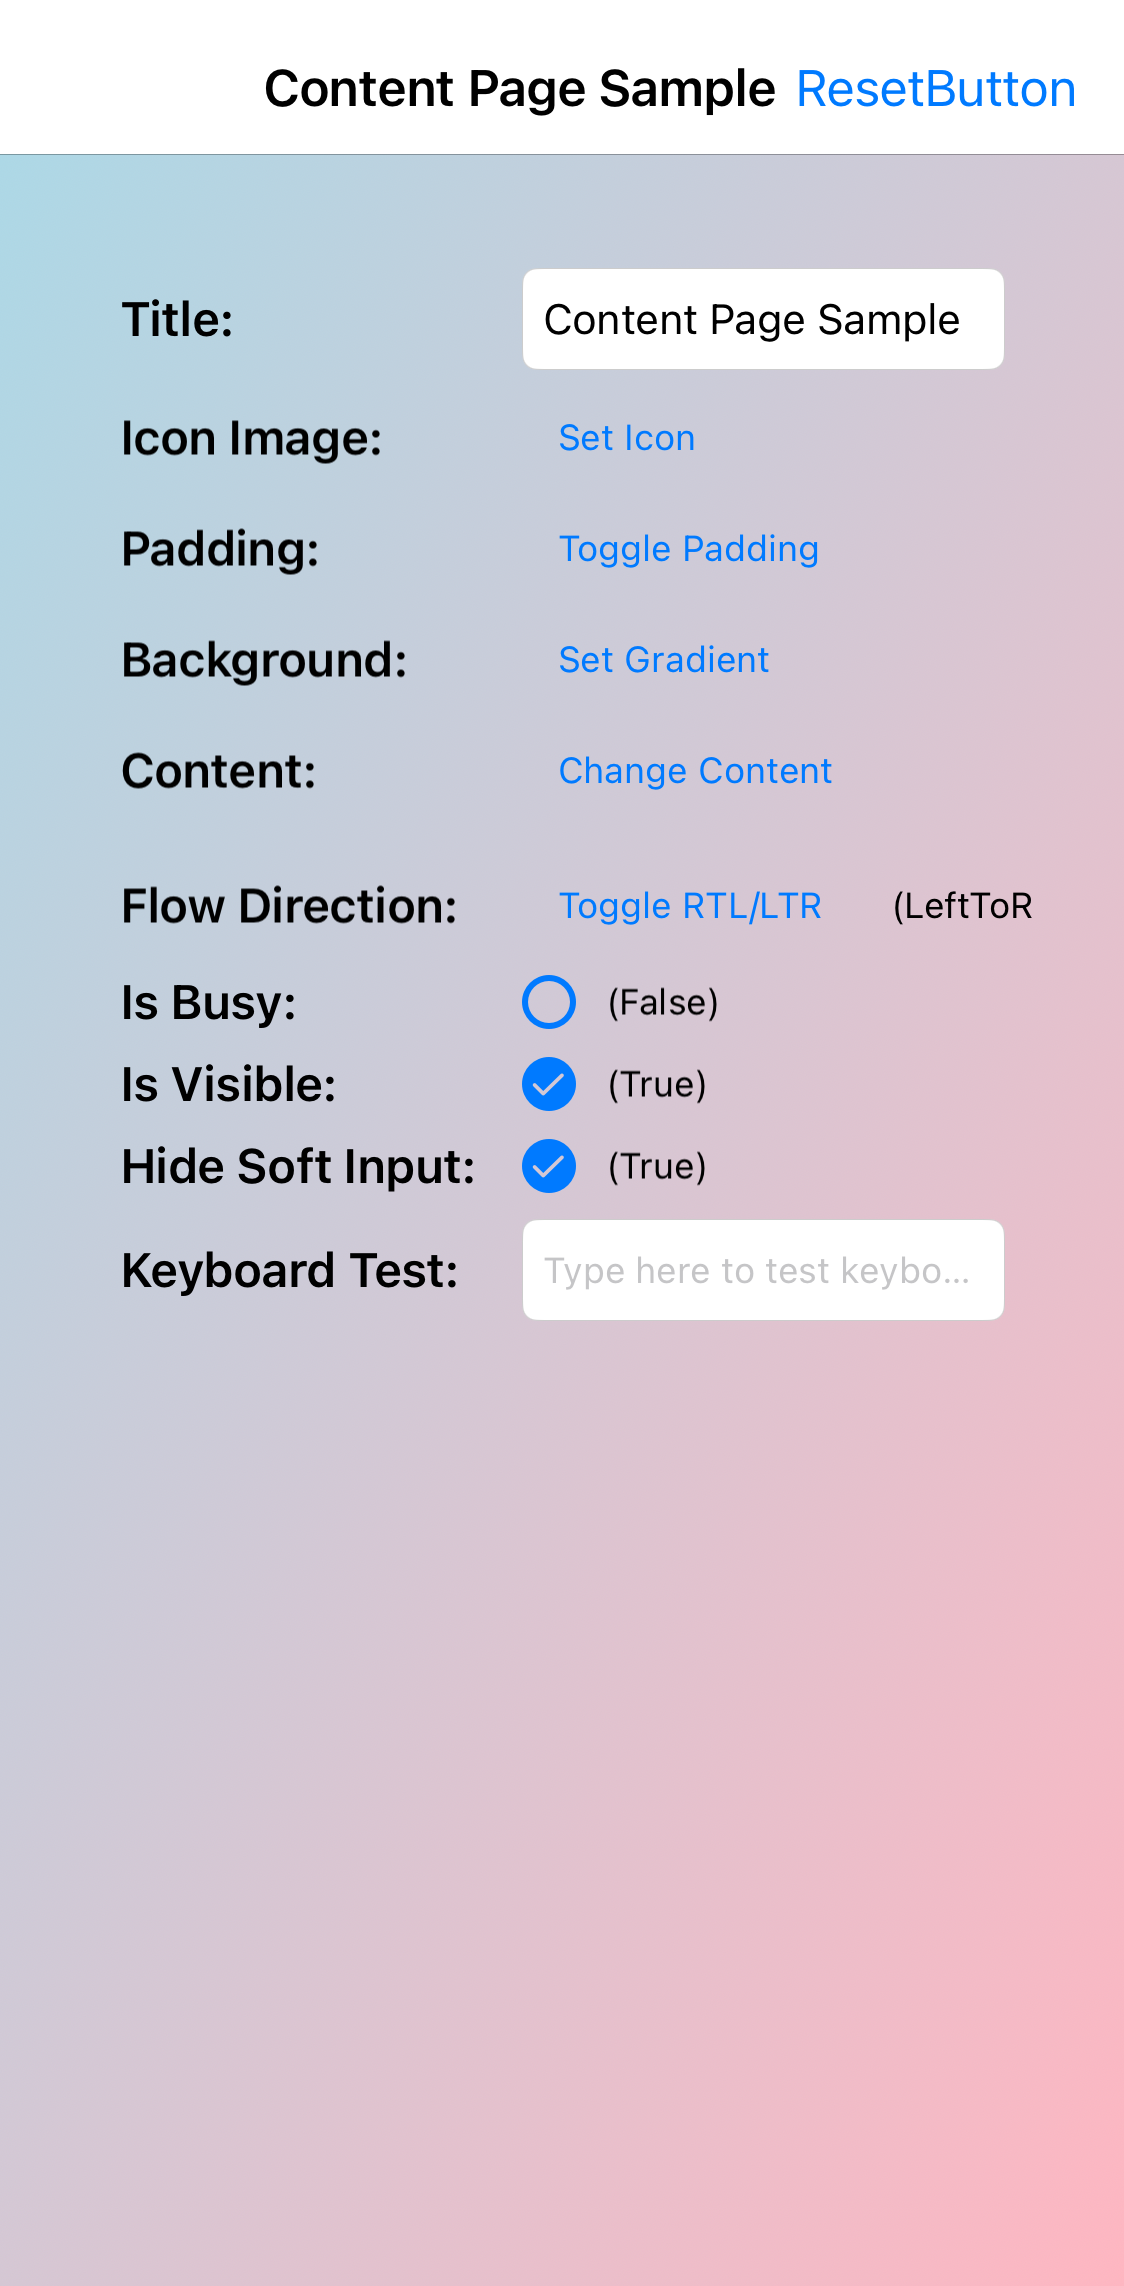 Content Page Sample ResetButton
Title: Content Page Sample
Icon Image: Set Icon
Padding: Toggle Padding
Background: Set Gradient
Content: Change Content
Flow Direction: Toggle RTL/LTR (LeftToR
Is Busy: (False)
Is Visible: (True)
Hide Soft Input: (True)
Keyboard Test: Type here to test keybo...